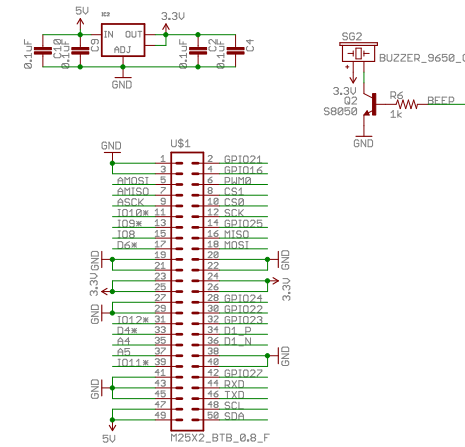 5V
IC2
3.3V
IN OUT
ADJ
0.1uF C10
0.1uF C9
0.1uF C2
0.1uF C4
GND
SG2
BUZZER_9650_
3.3V
Q2
S8050
R6
1k
BEEP
GND
U$1
GND
1 2 GPIO21
3 4 GPIO16
AMOSI 5 6 PWM0
AMISO 7 8 CS1
ASCK 9 10 CS0
IO10* 11 12 SCK
IO9* 13 14 GPIO25
IO8 15 16 MISO
D6* 17 18 MOSI
GND 19 20 GND
21 22
3.3V 23 24 3.3V
25 26
GND 27 28 GPIO24
29 30 GPIO22
IO12* 31 32 GPIO23
D4* 33 34 D1_P
A4 35 36 D1_N
A5 37 38 GND
IO11* 39 40
41 42 GPIO27
GND 43 44 RXD
45 46 TXD
47 48 SCL
49 50 SDA
5V
M25X2_BTB_0.8_F